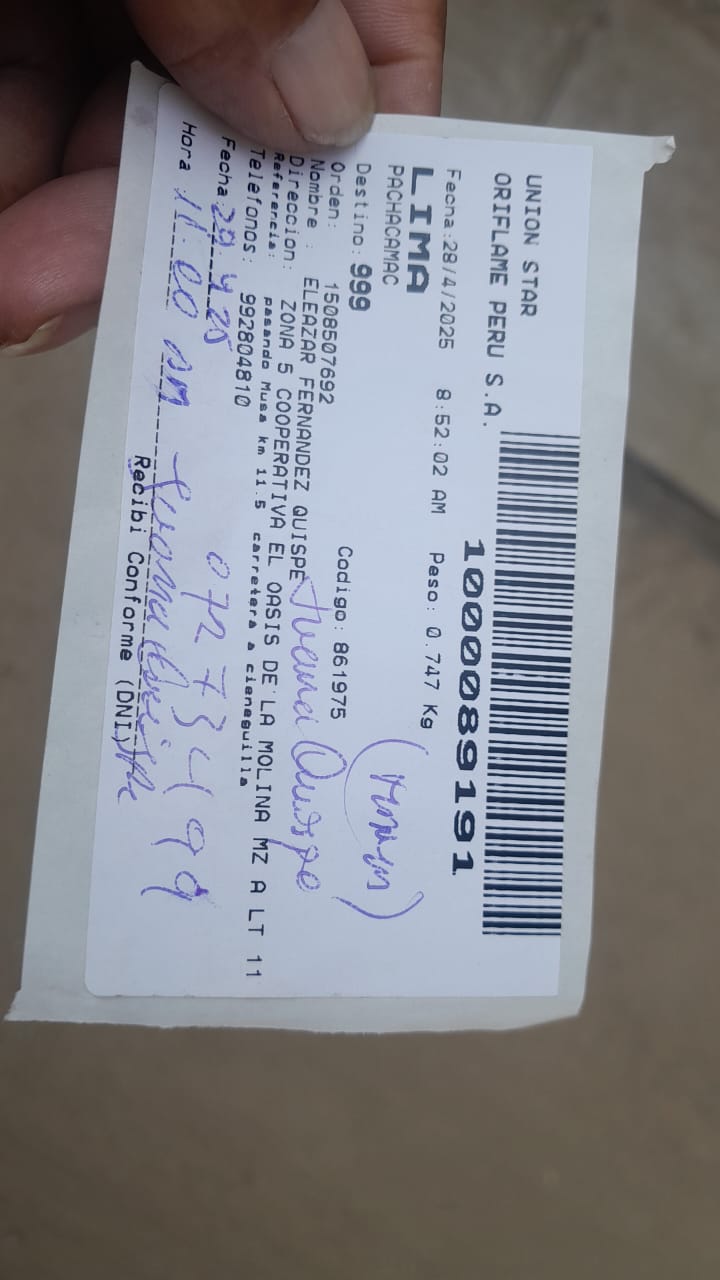 UNION STAR
ORIFLAME PERU S.A.
1000089191
Fecha:28/4/2025 8:52:02 AM Peso: 0.747 Kg
LIMA
PACHACAMAC
Destino: 999
Orden: 1508507692 Codigo: 861975
Nombre : ELEAZAR FERNANDEZ QUISPE Juana Quispe
Direccion: ZONA 5 COOPERATIVA EL OASIS DE LA MOLINA MZ A LT 11
Referencia: pasando Musa km 11.5 carretera a cieneguilla
Telefonos: 992804810
Fecha: 29 4 25
Hora 11:00 am
Recibi Conforme (DNI)